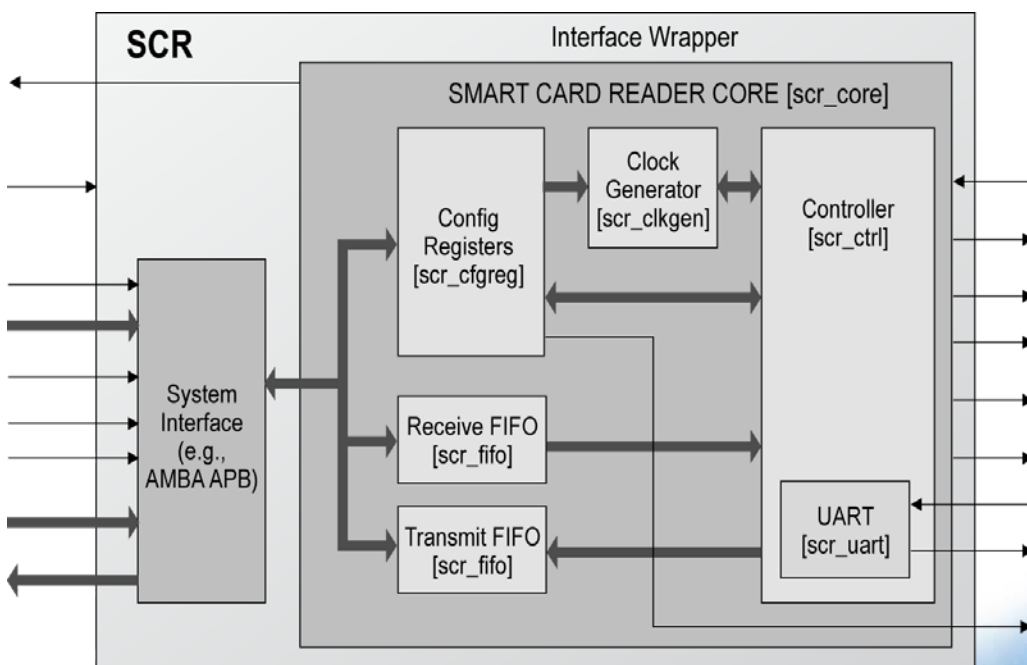 SCR
Interface Wrapper
SMART CARD READER CORE [scr_core]
Config
Registers
[scr_cfgreg]
Clock
Generator
[scr_clkgen]
Controller
[scr_ctrl]
System
Interface
(e.g.,
AMBA APB)
Receive FIFO
[scr_fifo]
Transmit FIFO
[scr_fifo]
UART
[scr_uart]